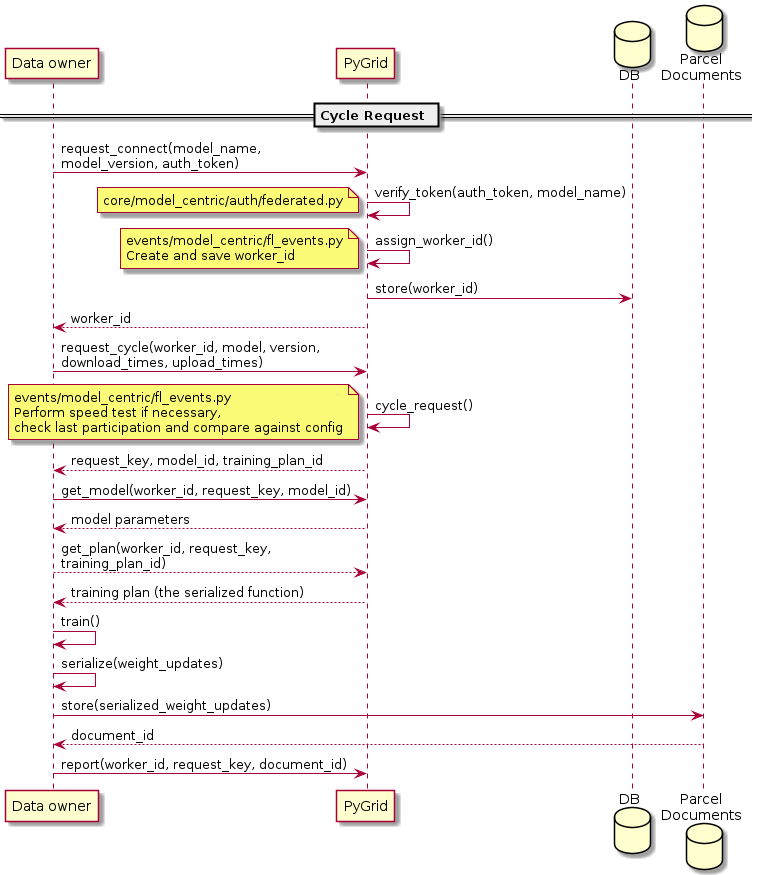 Parcel
Documents
DB
Data owner
PyGrid
Cycle Request
request_connect(model_name,
model_version, auth_token)
core/model_centric/auth/federated.py
verify_token(auth_token, model_name)
events/model_centric/fl_events.py
Create and save worker_id
assign_worker_id()
store(worker_id)
worker_id
request_cycle(worker_id, model, version,
download_times, upload_times)
events/model_centric/fl_events.py
Perform speed test if necessary,
check last participation and compare against config
cycle_request()
request_key, model_id, training_plan_id
get_model(worker_id, request_key, model_id)
model parameters
get_plan(worker_id, request_key,
training_plan_id)
training plan (the serialized function)
train()
serialize(weight_updates)
store(serialized_weight_updates)
document_id
report(worker_id, request_key, document_id)
Data owner
PyGrid
DB
Parcel
Documents